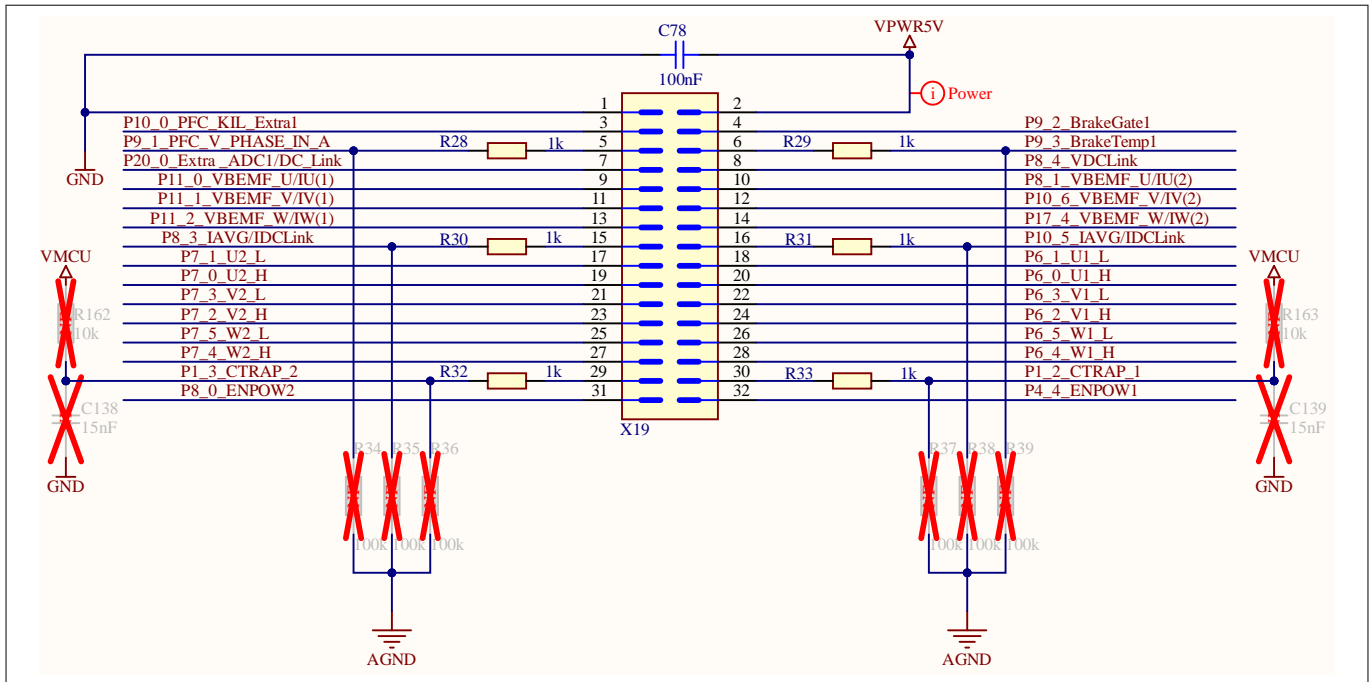 C78
VPWR5V
100nF
Power
1 2
P10_0_PFC_KIL_Extra1 3 4 P9_2_BrakeGate1
P9_1_PFC_V_PHASE_IN_A R28 1k 5 6 R29 1k P9_3_BrakeTemp1
P20_0_Extra_ADC1/DC_Link 7 8 P8_4_VDCLink
GND
P11_0_VBEMF_U/IU(1) 9 10 P8_1_VBEMF_U/IU(2)
P11_1_VBEMF_V/IV(1) 11 12 P10_6_VBEMF_V/IV(2)
P11_2_VBEMF_W/IW(1) 13 14 P17_4_VBEMF_W/IW(2)
P8_3_IAVG/IDCLink R30 1k 15 16 R31 1k P10_5_IAVG/IDCLink
VMCU P7_1_U2_L 17 18 P6_1_U1_L VMCU
P7_0_U2_H 19 20 P6_0_U1_H
P7_3_V2_L 21 22 P6_3_V1_L
R162 P7_2_V2_H 23 24 P6_2_V1_H R163
10k P7_5_W2_L 25 26 P6_5_W1_L 10k
P7_4_W2_H 27 28 P6_4_W1_H
P1_3_CTRAP_2 R32 1k 29 30 R33 1k P1_2_CTRAP_1
P8_0_ENPOW2 31 32 P4_4_ENPOW1
C138 C139
15nF X19 15nF
R34 R35 R36 R37 R38 R39
GND GND
100k 100k 100k 100k 100k 100k
AGND AGND